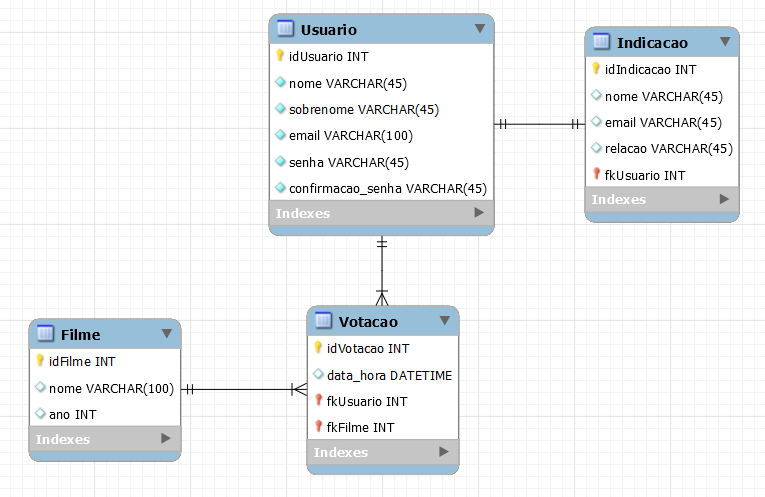 Usuario
idUsuario INT
nome VARCHAR(45)
sobrenome VARCHAR(45)
email VARCHAR(100)
senha VARCHAR(45)
confirmacao_senha VARCHAR(45)
Indexes
Indicacao
idIndicacao INT
nome VARCHAR(45)
email VARCHAR(45)
relacao VARCHAR(45)
fkUsuario INT
Indexes
Filme
idFilme INT
nome VARCHAR(100)
ano INT
Indexes
Votacao
idVotacao INT
data_hora DATETIME
fkUsuario INT
fkFilme INT
Indexes